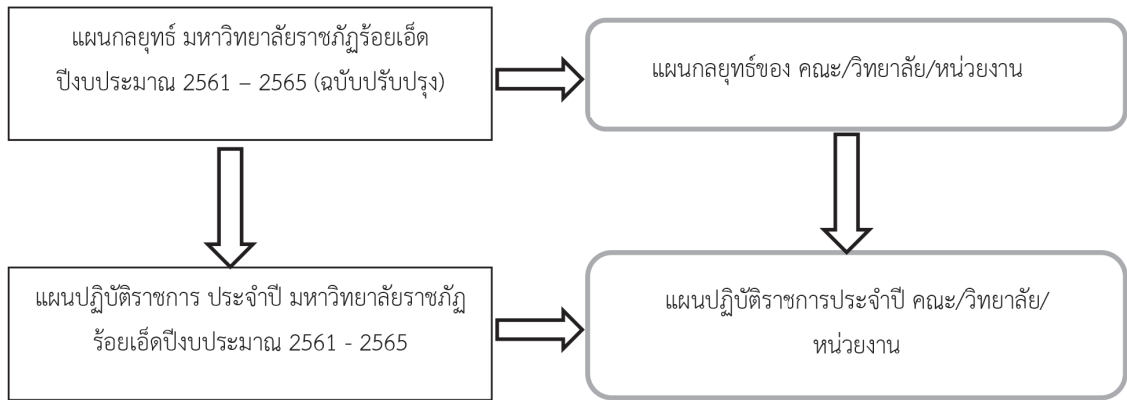 แผนกลยุทธ์ มหาวิทยาลัยราชภัฏร้อยเอ็ด
ปีงบประมาณ 2561 – 2565 (ฉบับปรับปรุง)
แผนกลยุทธ์ของ คณะ/วิทยาลัย/หน่วยงาน
แผนปฏิบัติราชการ ประจำปี มหาวิทยาลัยราชภัฏ
ร้อยเอ็ดปีงบประมาณ 2561 - 2565
แผนปฏิบัติราชการประจำปี คณะ/วิทยาลัย/
หน่วยงาน